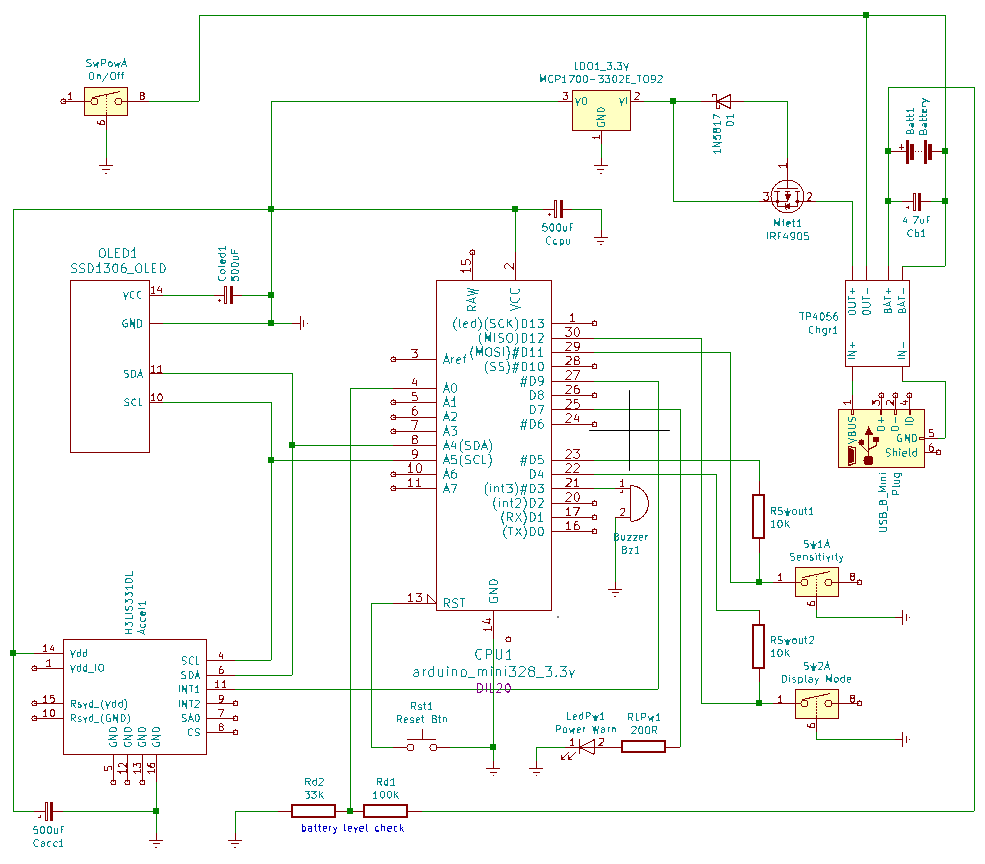 SwPowA
On/Off
1
8
6
LDO1_3.3v
MCP1700-3302E_TO92
3 VO VI 2
GND
1
1N5817
D1
1
3 2
Mfet1
IRF4905
Batt1
Battery
4.7uF
Cb1
500uF
Ccpu
OLED1
SSD1306_OLED
VCC 14
GND
SDA 11
SCL 10
Coled1
500uF
OUT+
OUT-
BAT+
BAT-
TP4056
Chgr1
IN+
IN-
1
3
2
4
VBUS
D+
D-
ID
GND 5
Shield 6
USB_B_Mini
Plug
15
RAW
2
VCC
(led)(SCK)D13 1
(MISO)D12 30
(MOSI)#D11 29
(SS)#D10 28
#D9 27
D8 26
D7 25
#D6 24
#D5 23
D4 22
(int3)#D3 21
(int2)D2 20
(RX)D1 17
(Tx)D0 16
3 Aref
4 A0
5 A1
6 A2
7 A3
8 A4(SDA)
9 A5(SCL)
10 A6
11 A7
13 RST
GND
14
CPU1
arduino_mini328_3.3v
DIL20
1
2
Buzzer
Bz1
RSwout1
10k
Sw1A
Sensitivity
1
8
6
RSwout2
10k
Sw2A
Display Mode
1
8
6
H3LIS331DL
Accel1
14 Vdd
1 Vdd_IO
15 Rsvd_(Vdd)
10 Rsvd_(GND)
SCL 4
SDA 6
INT1 11
INT2 9
SA0 7
CS 8
GND
GND
GND
GND
5
12
13
16
500uF
Cacc1
Rst1
Reset Btn
LedPw1
Power Warn
1 2
RLPw1
200R
Rd2
33K
Rd1
100K
battery level check